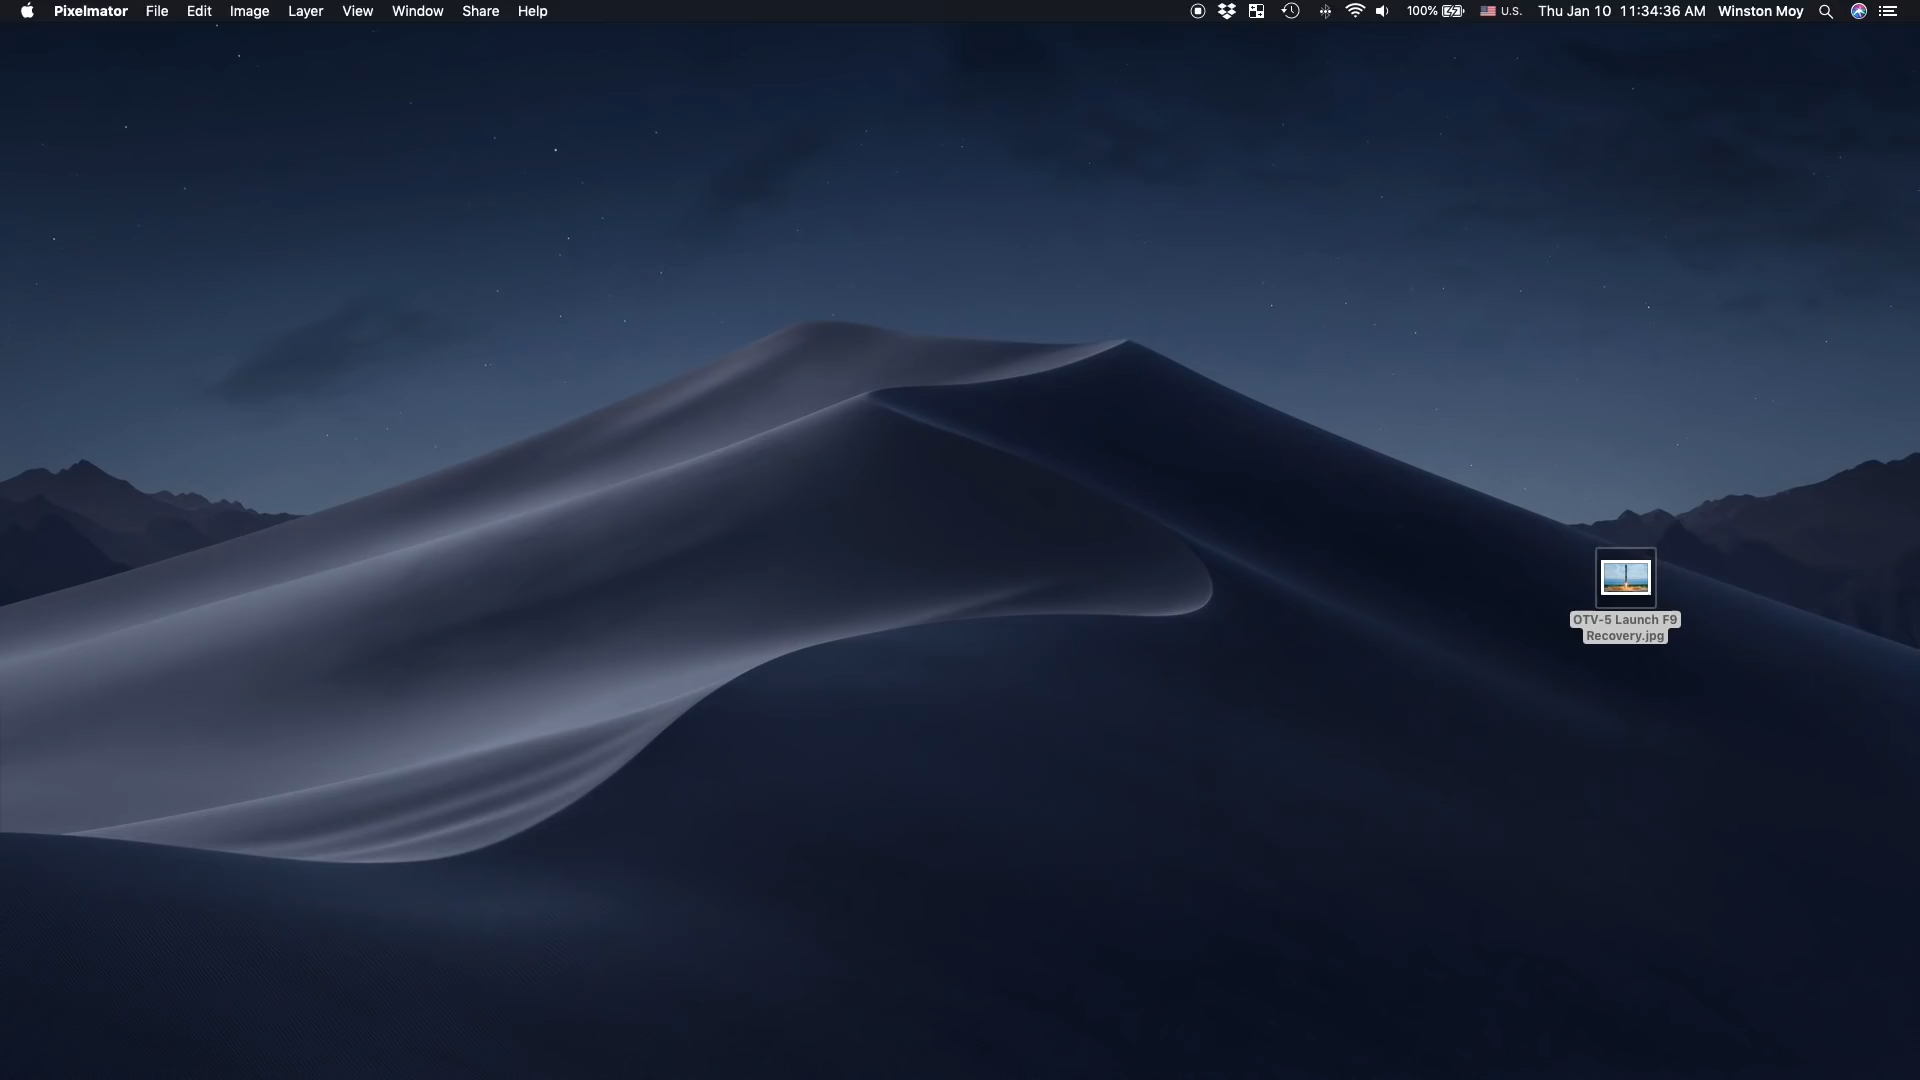 Pixelmator File Edit Image Layer View Window Share Help 100% U.S. Thu Jan 10 11:34:36 AM Winston Moy
OTV-5 Launch F9
Recovery.jpg